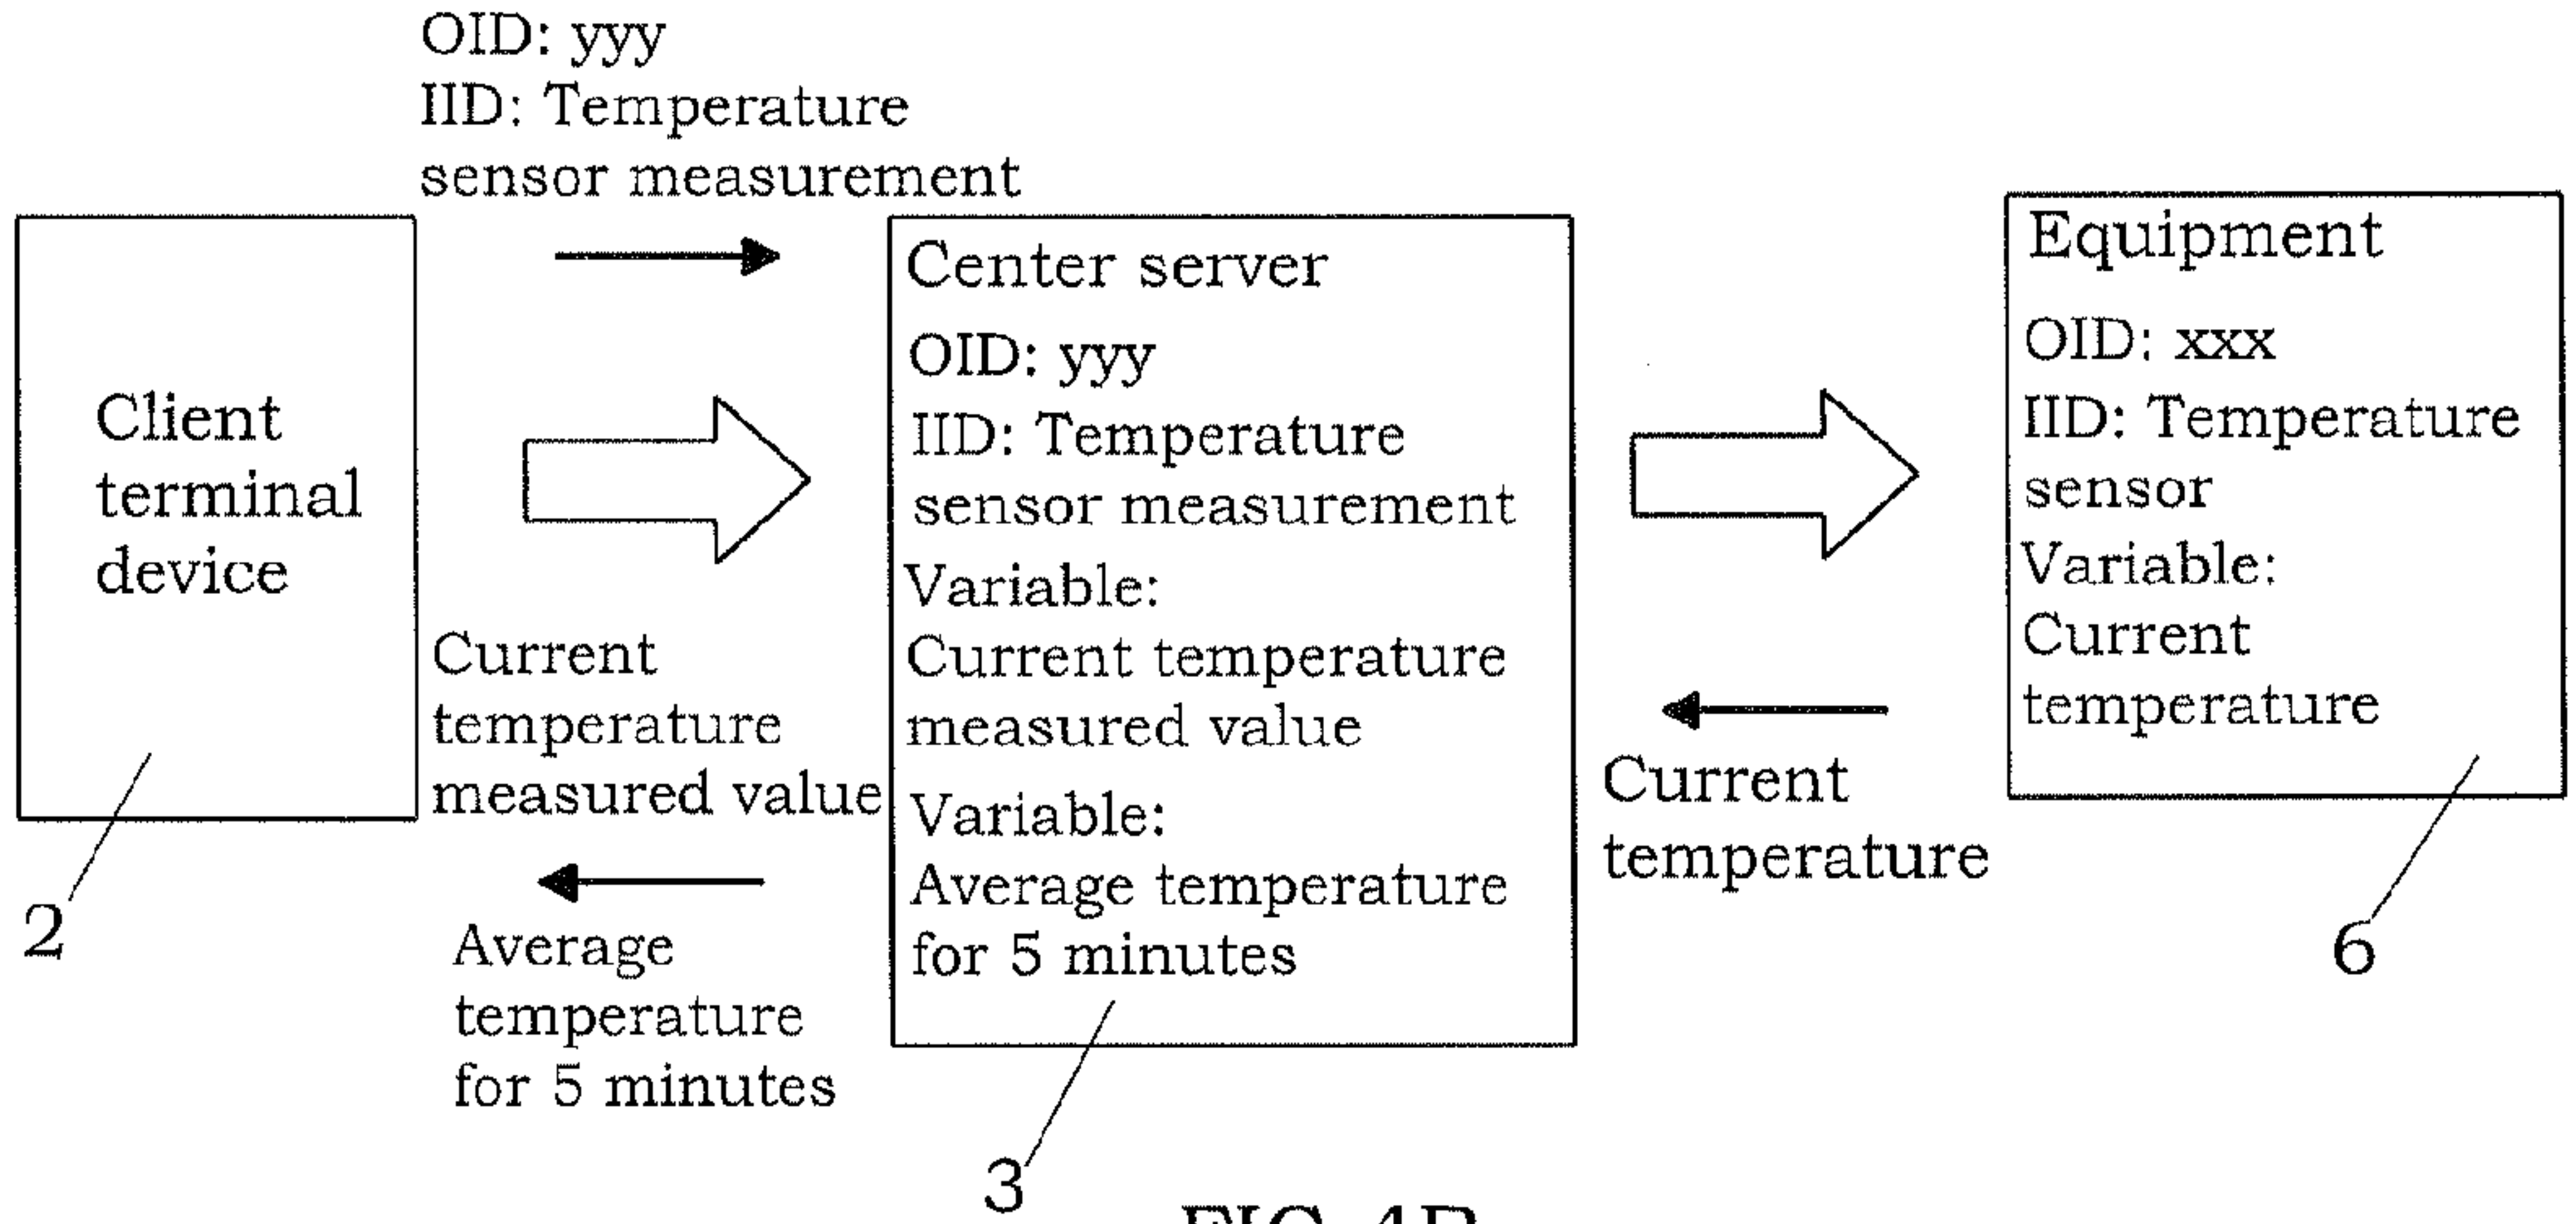 OID: yyy
IID: Temperature
sensor measurement
Client
terminal
device
2
Current
temperature
measured value
Average
temperature
for 5 minutes
Center server
OID: yyy
IID: Temperature
sensor measurement
Variable:
Current temperature
measured value
Variable:
Average temperature
for 5 minutes
3
Current
temperature
Equipment
OID: xxx
IID: Temperature
sensor
Variable:
Current
temperature
6
FIG. 4B